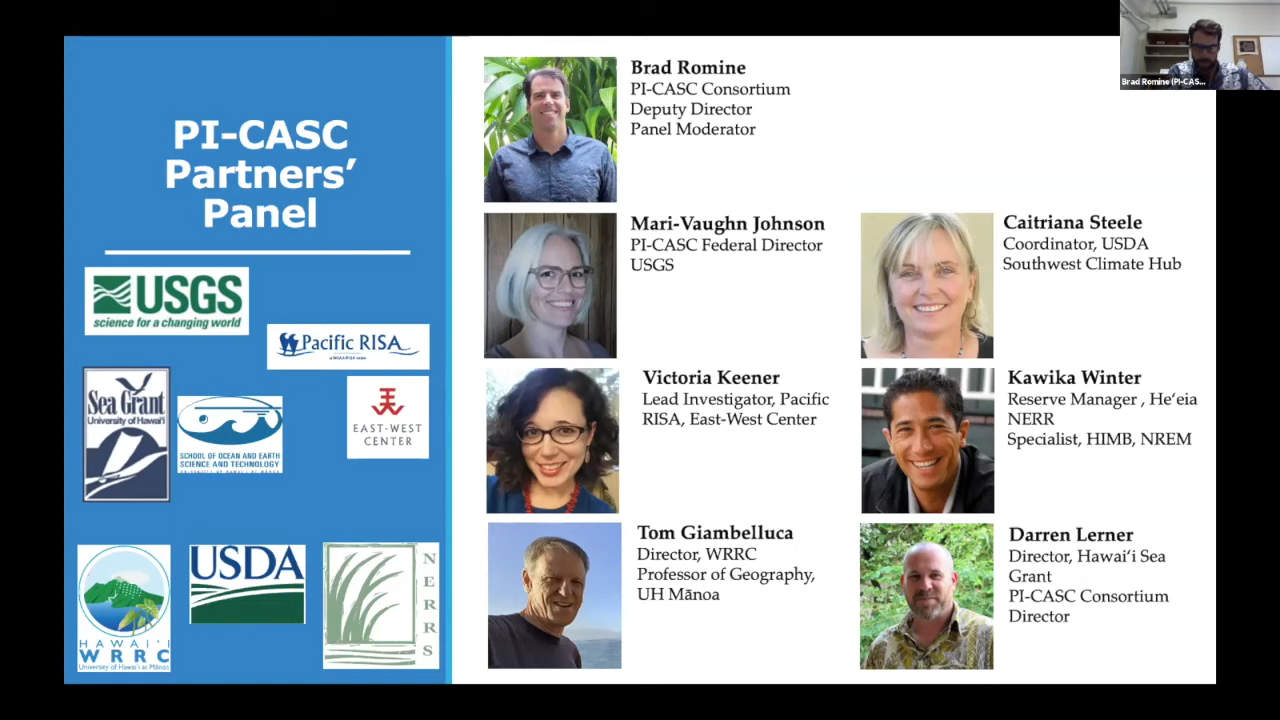 PI-CASC
Partners’
Panel
USGS
science for a changing world
Pacific RISA
Sea Grant
University of Hawai‘i
SCHOOL OF OCEAN AND EARTH
SCIENCE AND TECHNOLOGY
EAST-WEST
CENTER
HAWAI‘I
WRRC
University of Hawai‘i at Mānoa
USDA
NERRS
Brad Romine
PI-CASC Consortium
Deputy Director
Panel Moderator
Mari-Vaughn Johnson
PI-CASC Federal Director
USGS
Caitriana Steele
Coordinator, USDA
Southwest Climate Hub
Victoria Keener
Lead Investigator, Pacific
RISA, East-West Center
Kawika Winter
Reserve Manager , He‘eia
NERR
Specialist, HIMB, NREM
Tom Giambelluca
Director, WRRC
Professor of Geography,
UH Mānoa
Darren Lerner
Director, Hawai‘i Sea
Grant
PI-CASC Consortium
Director
Brad Romine (PI-CAS...